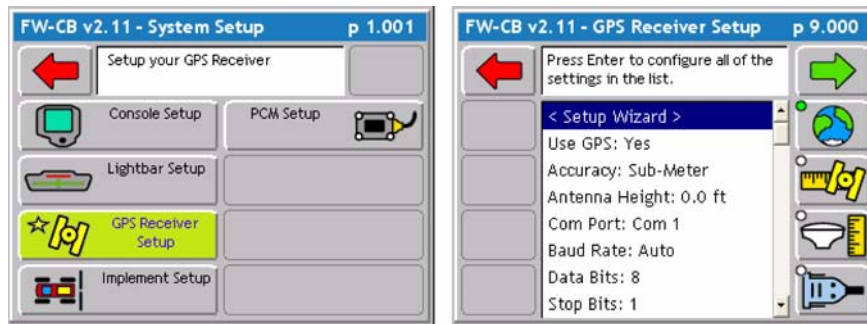 FW-CB v2.11 - System Setup p 1.001
Setup your GPS Receiver
Console Setup
PCM Setup
Lightbar Setup
GPS Receiver
Setup
Implement Setup
FW-CB v2.11 - GPS Receiver Setup p 9.000
Press Enter to configure all of the
settings in the list.
< Setup Wizard >
Use GPS: Yes
Accuracy: Sub-Meter
Antenna Height: 0.0 ft
Com Port: Com 1
Baud Rate: Auto
Data Bits: 8
Stop Bits: 1